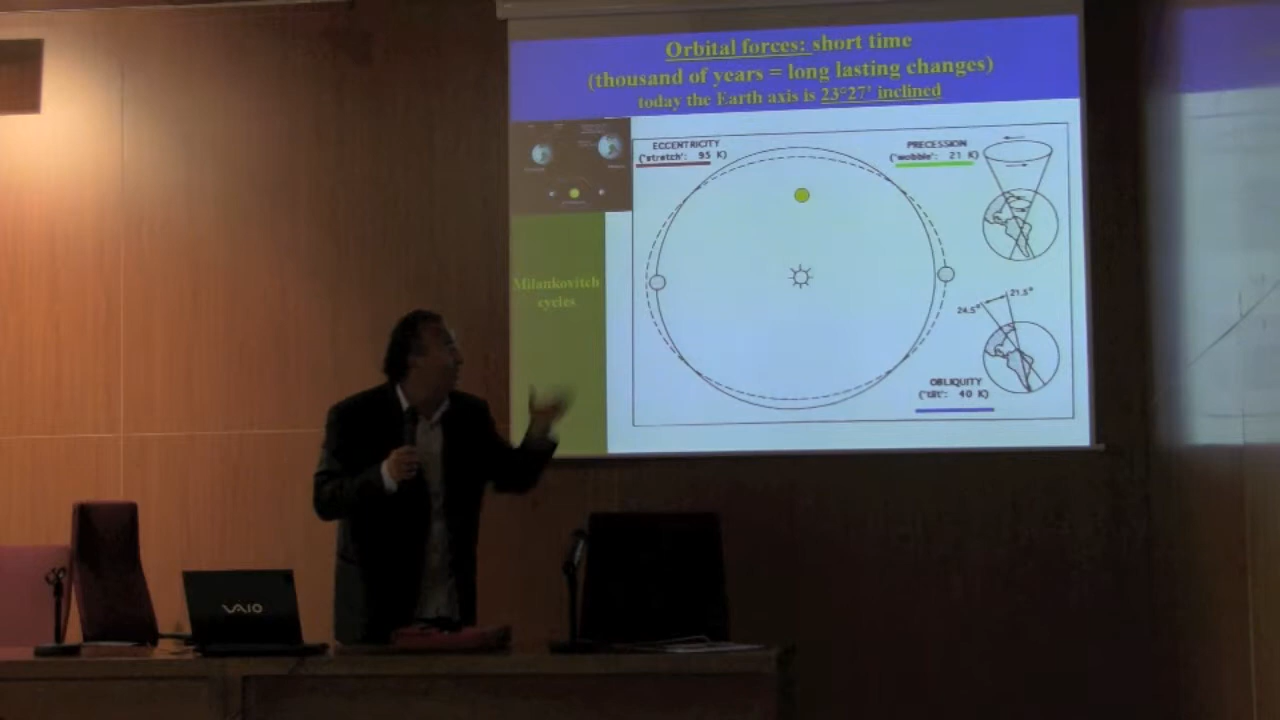 Orbital forces: short time
(thousand of years = long lasting changes)
today the Earth axis is 23°27' inclined
ECCENTRICITY
('stretch': 95 K)
PRECESSION
('wobble': 21 K)
Milankovitch
cycles
21.5°
24.5°
OBLIQUITY
('tilt': 40 K)
VAIO